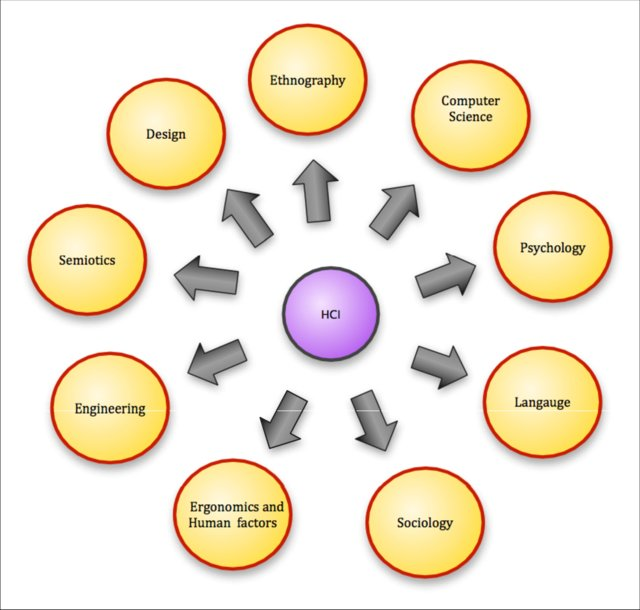 Ethnography
Computer
Science
Design
Psychology
Semiotics
HCI
Langauge
Engineering
Ergonomics and
Human factors
Sociology